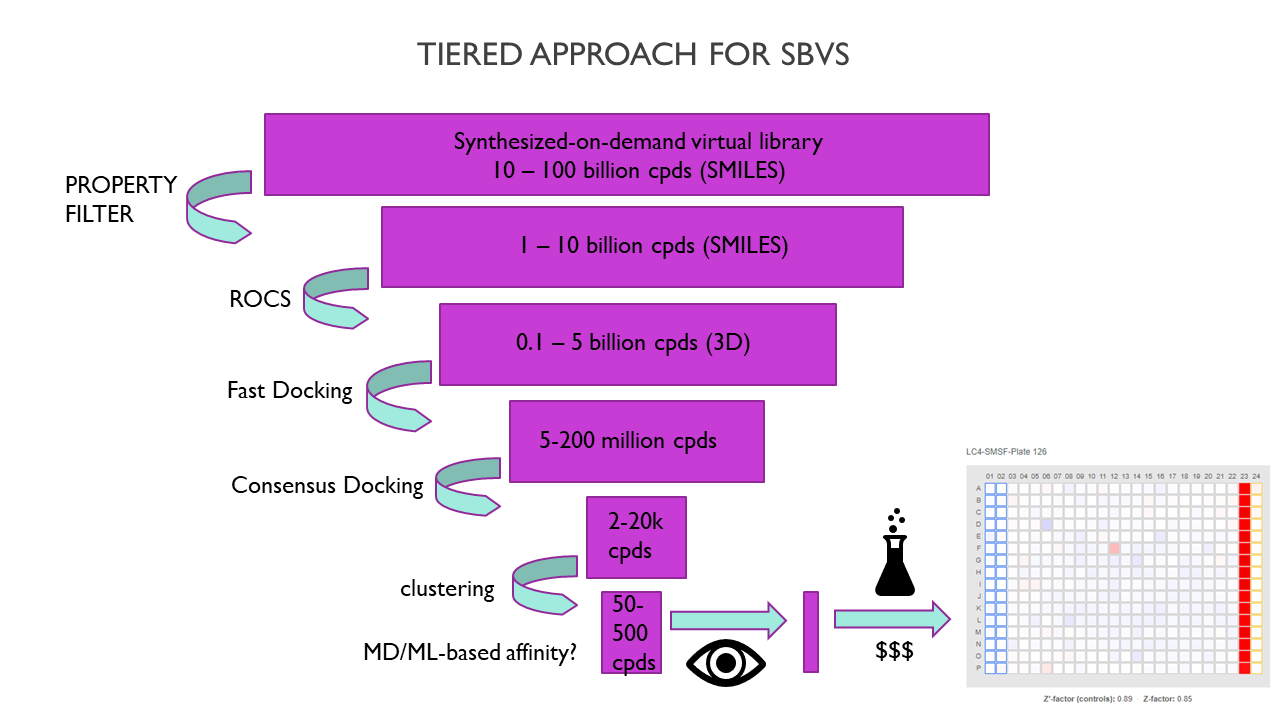 TIERED APPROACH FOR SBVS
Synthesized-on-demand virtual library
10 – 100 billion cpds (SMILES)
PROPERTY
FILTER
1 – 10 billion cpds (SMILES)
ROCS
0.1 – 5 billion cpds (3D)
Fast Docking
5-200 million cpds
Consensus Docking
2-20k
cpds
clustering
50-
500
cpds
MD/ML-based affinity?
$$$
LC4-SMSF-Plate 126
01 02 03 04 05 06 07 08 09 10 11 12 13 14 15 16 17 18 19 20 21 22 23 24
A
B
C
D
E
F
G
H
I
J
K
L
M
N
O
P
Z'-factor (controls): 0.89 · Z-factor: 0.85